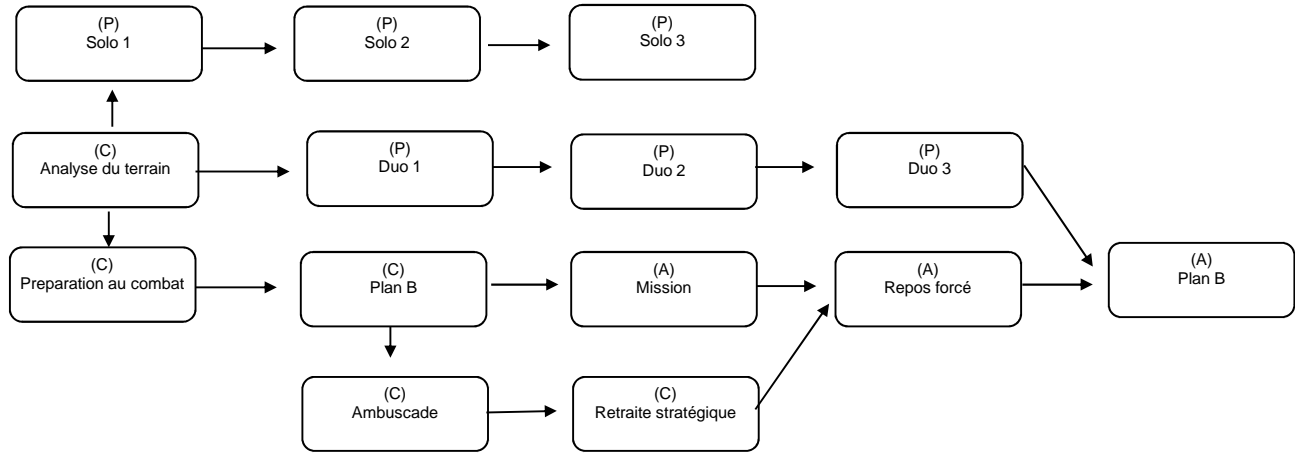 (P)
Solo 1
(P)
Solo 2
(P)
Solo 3
(C)
Analyse du terrain
(P)
Duo 1
(P)
Duo 2
(P)
Duo 3
(C)
Preparation au combat
(C)
Plan B
(A)
Mission
(A)
Repos forcé
(A)
Plan B
(C)
Ambuscade
(C)
Retraite stratégique